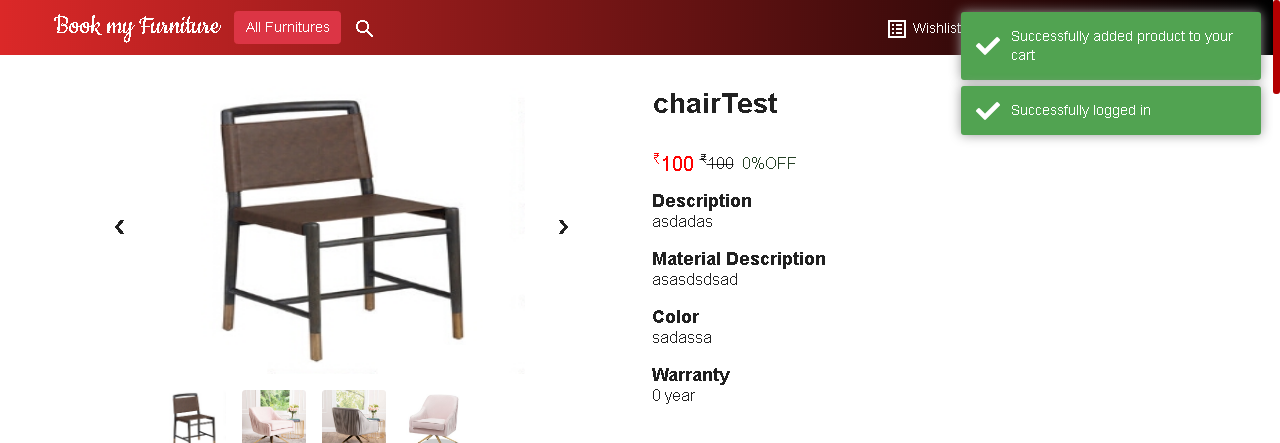 Book my Furniture
All Furnitures
Wishlist
Successfully added product to your
cart
Successfully logged in
chairTest
₹100 ₹100 0%OFF
Description
asdadas
Material Description
asasdsdsad
Color
sadassa
Warranty
0 year